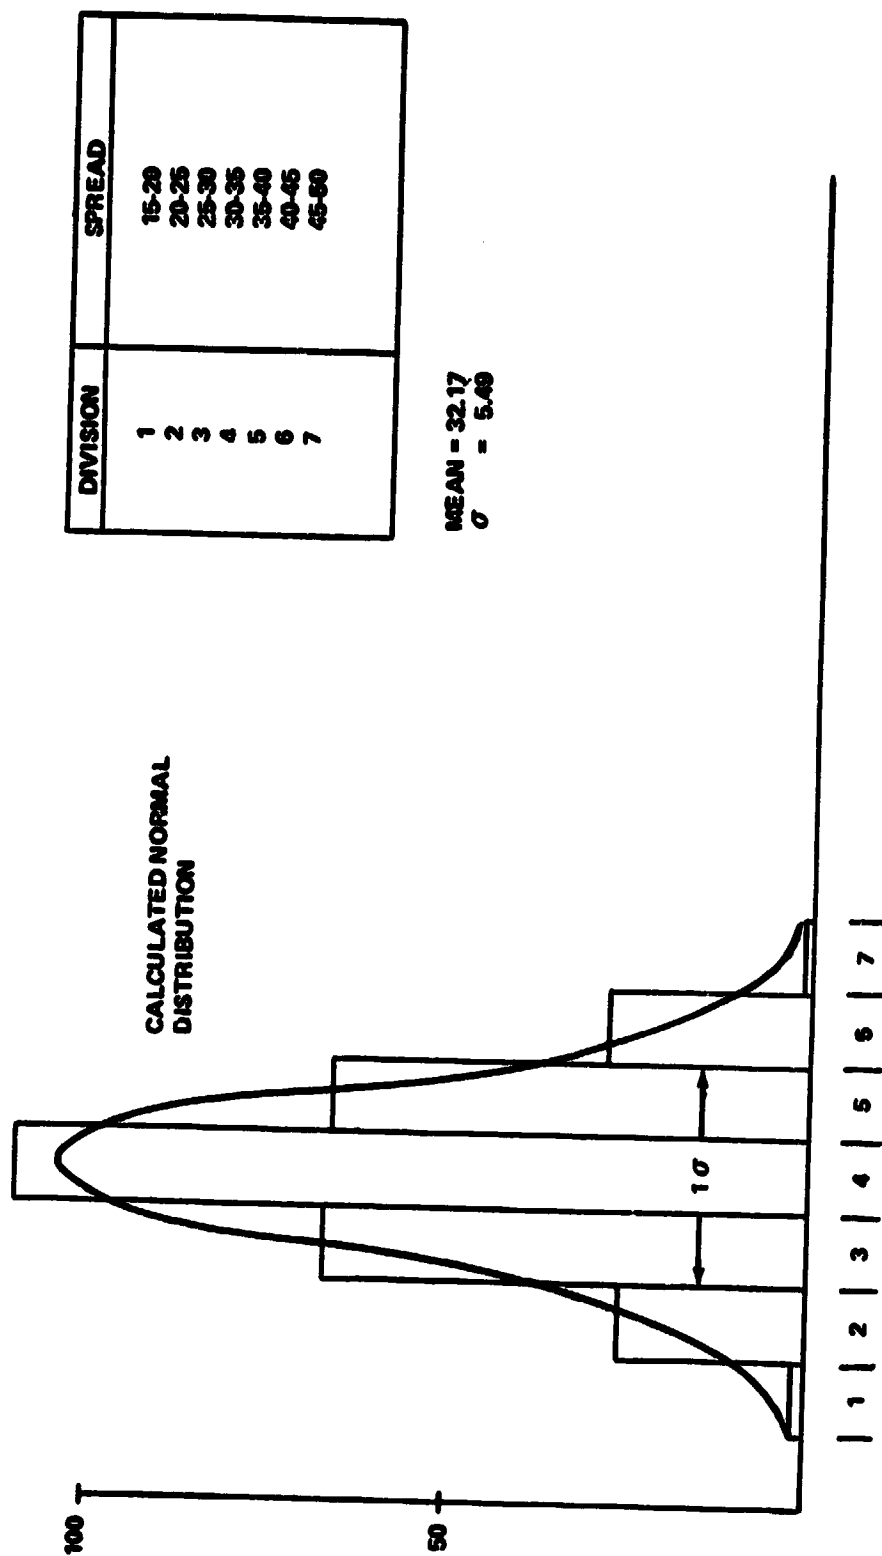 DIVISION SPREAD
1 15-20
2 20-25
3 25-30
4 30-35
5 35-40
6 40-45
7 45-50
MEAN = 32.17
σ = 5.49
CALCULATED NORMAL
DISTRIBUTION
100
50
1σ
1 2 3 4 5 6 7